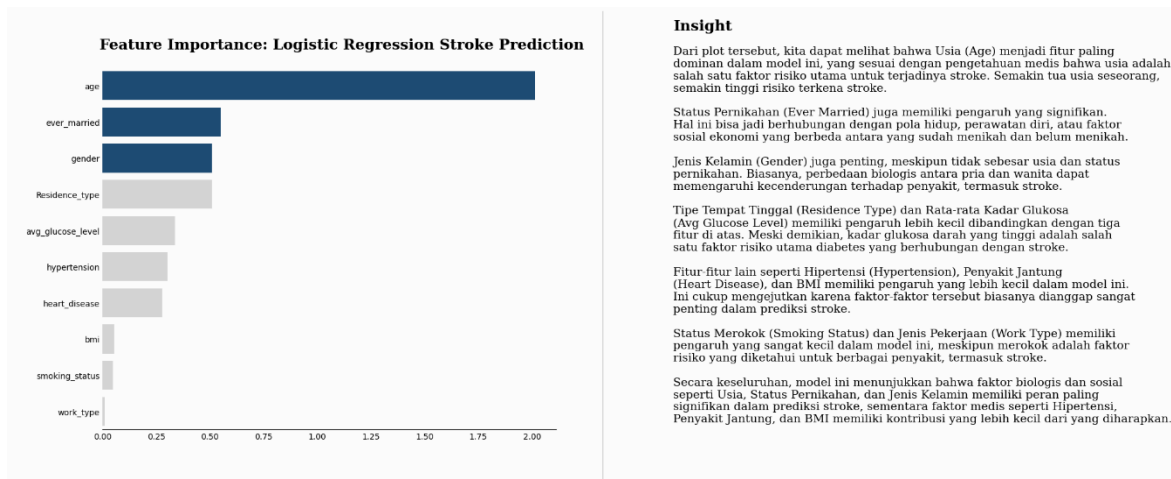 Feature Importance: Logistic Regression Stroke Prediction
age
ever_married
gender
Residence_type
avg_glucose_level
hypertension
heart_disease
bmi
smoking_status
work_type
0.00 0.25 0.50 0.75 1.00 1.25 1.50 1.75 2.00
Insight
Dari plot tersebut, kita dapat melihat bahwa Usia (Age) menjadi fitur paling
dominan dalam model ini, yang sesuai dengan pengetahuan medis bahwa usia adalah
salah satu faktor risiko utama untuk terjadinya stroke. Semakin tua usia seseorang,
semakin tinggi risiko terkena stroke.
Status Pernikahan (Ever Married) juga memiliki pengaruh yang signifikan.
Hal ini bisa jadi berhubungan dengan pola hidup, perawatan diri, atau faktor
sosial ekonomi yang berbeda antara yang sudah menikah dan belum menikah.
Jenis Kelamin (Gender) juga penting, meskipun tidak sebesar usia dan status
pernikahan. Biasanya, perbedaan biologis antara pria dan wanita dapat
memengaruhi kecenderungan terhadap penyakit, termasuk stroke.
Tipe Tempat Tinggal (Residence Type) dan Rata-rata Kadar Glukosa
(Avg Glucose Level) memiliki pengaruh lebih kecil dibandingkan dengan tiga
fitur di atas. Meski demikian, kadar glukosa darah yang tinggi adalah salah
satu faktor risiko utama diabetes yang berhubungan dengan stroke.
Fitur-fitur lain seperti Hipertensi (Hypertension), Penyakit Jantung
(Heart Disease), dan BMI memiliki pengaruh yang lebih kecil dalam model ini.
Ini cukup mengejutkan karena faktor-faktor tersebut biasanya dianggap sangat
penting dalam prediksi stroke.
Status Merokok (Smoking Status) dan Jenis Pekerjaan (Work Type) memiliki
pengaruh yang sangat kecil dalam model ini, meskipun merokok adalah faktor
risiko yang diketahui untuk berbagai penyakit, termasuk stroke.
Secara keseluruhan, model ini menunjukkan bahwa faktor biologis dan sosial
seperti Usia, Status Pernikahan, dan Jenis Kelamin memiliki peran paling
signifikan dalam prediksi stroke, sementara faktor medis seperti Hipertensi,
Penyakit Jantung, dan BMI memiliki kontribusi yang lebih kecil dari yang diharapkan.